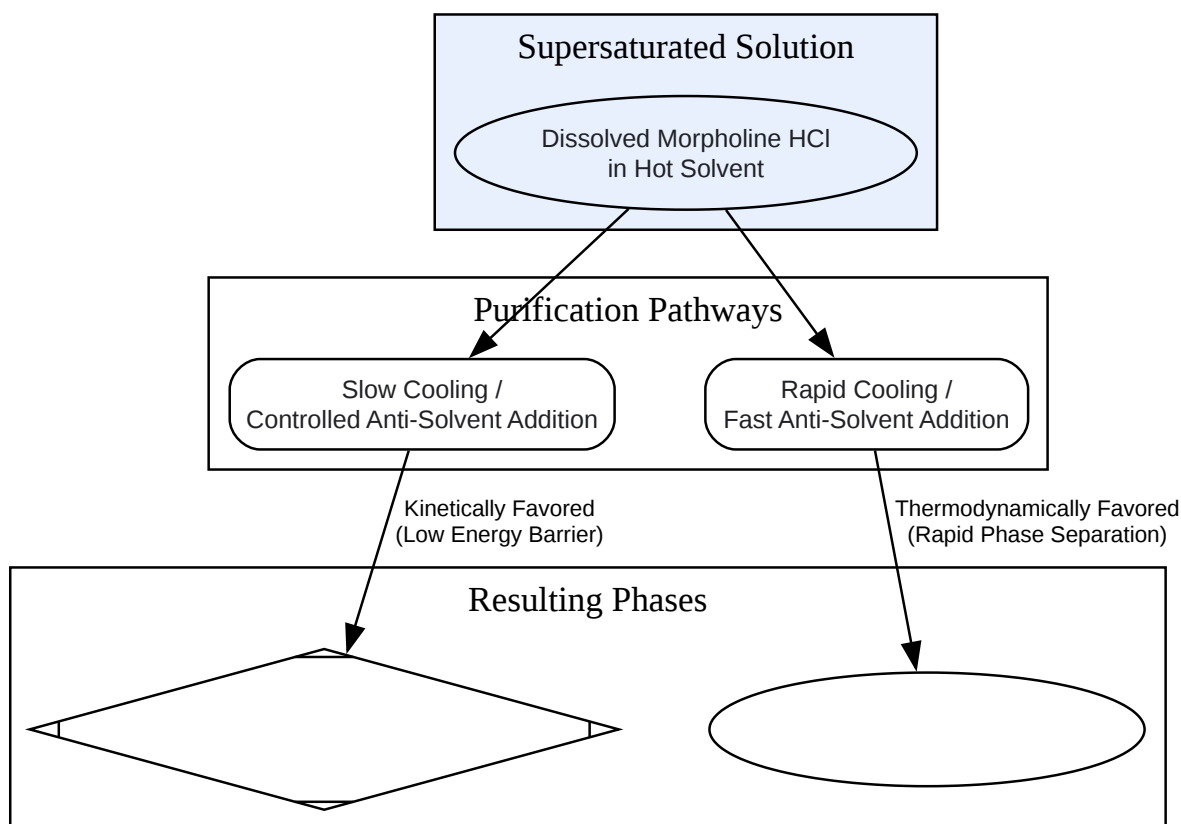 Supersaturated Solution
Dissolved Morpholine HCl
in Hot Solvent
Purification Pathways
Slow Cooling /
Controlled Anti-Solvent Addition
Rapid Cooling /
Fast Anti-Solvent Addition
Kinetically Favored
(Low Energy Barrier)
Thermodynamically Favored
(Rapid Phase Separation)
Resulting Phases